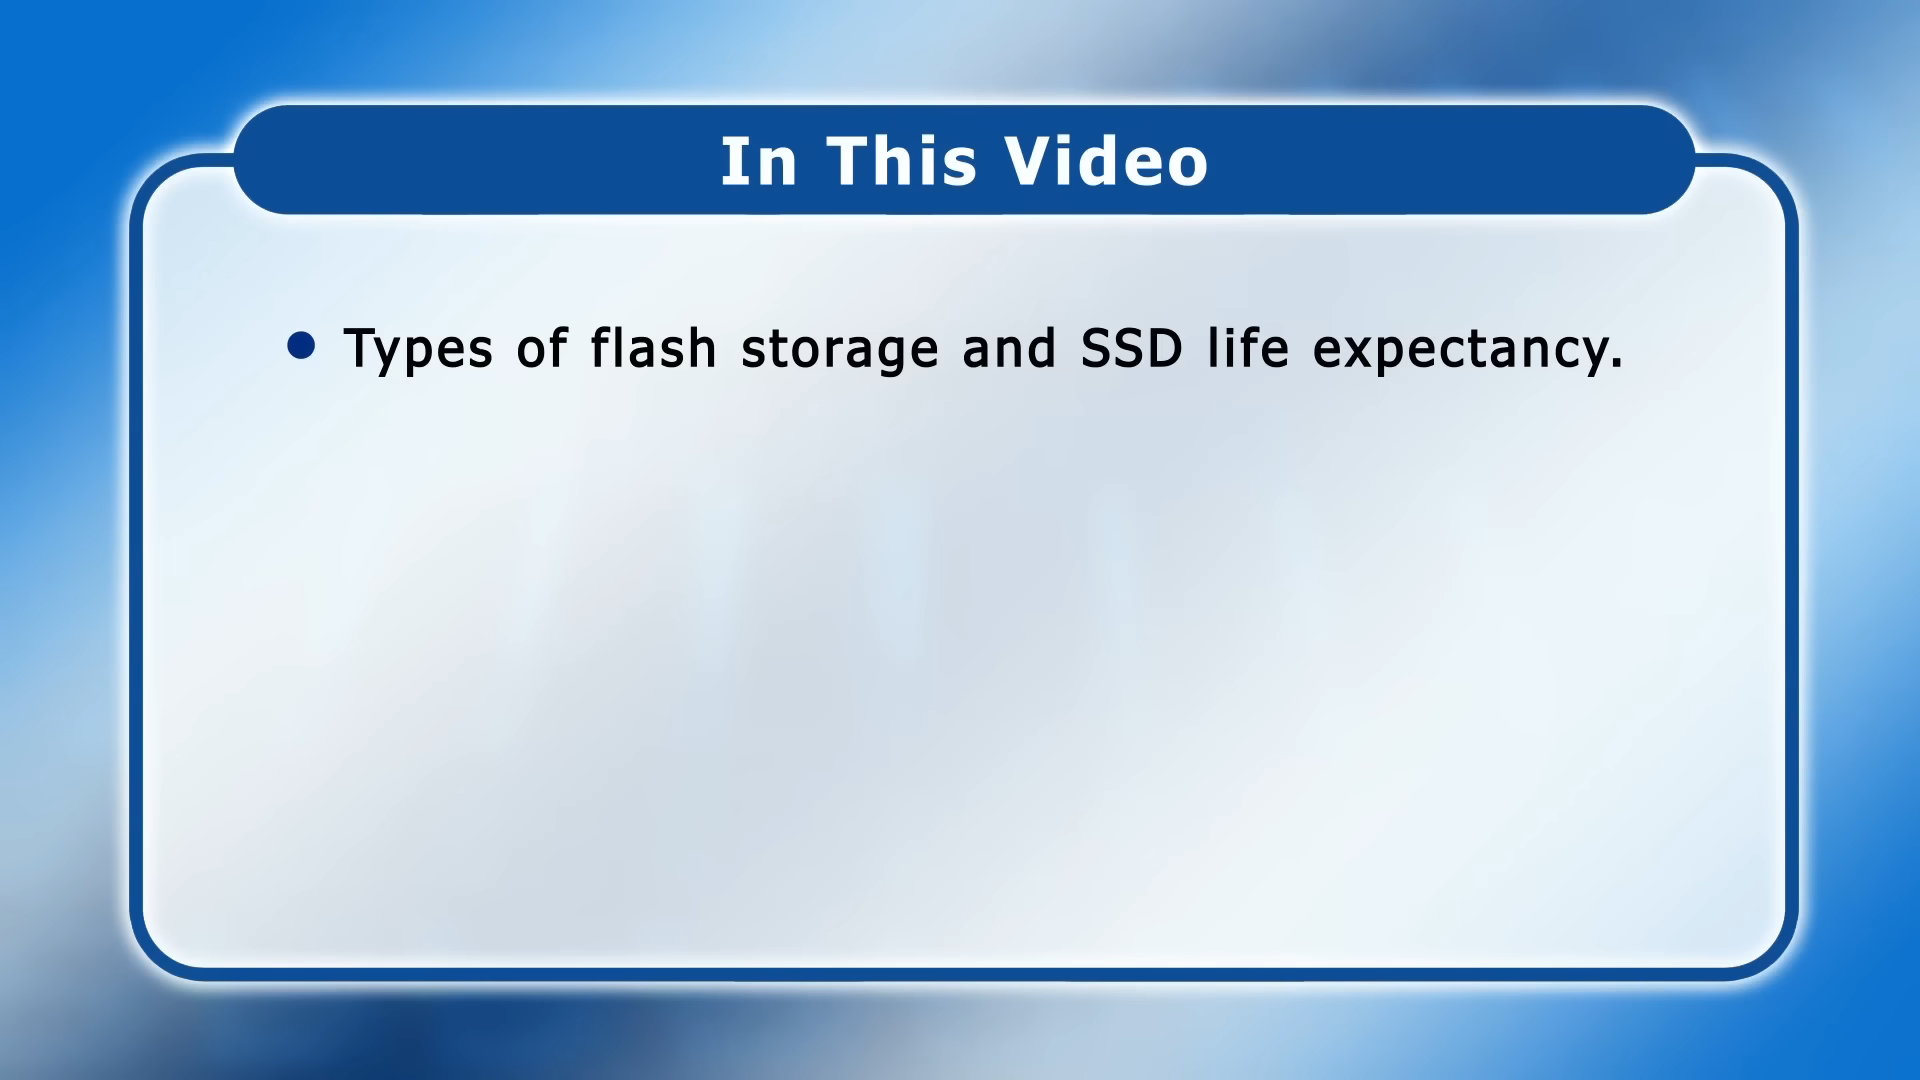 In This Video
• Types of flash storage and SSD life expectancy.